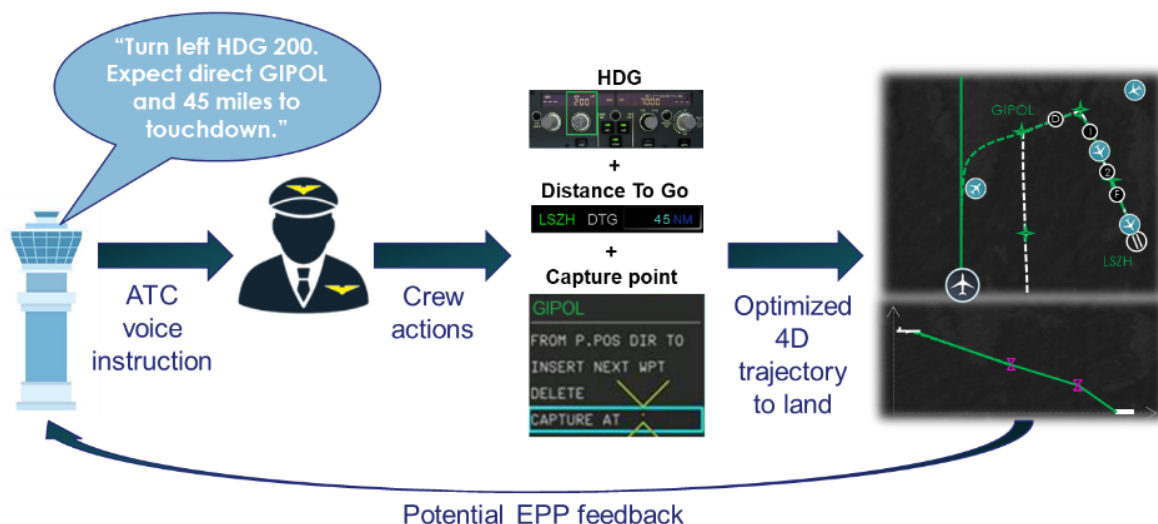 “Turn left HDG 200.
Expect direct GIPOL
and 45 miles to
touchdown.”
ATC
voice
instruction
Crew
actions
HDG
200
7000
+
Distance To Go
LSZH DTG 45 NM
+
Capture point
GIPOL
FROM P.POS DIR TO
INSERT NEXT WPT
DELETE
CAPTURE AT
Optimized
4D
trajectory
to land
GIPOL
D
1
2
F
LSZH
Potential EPP feedback